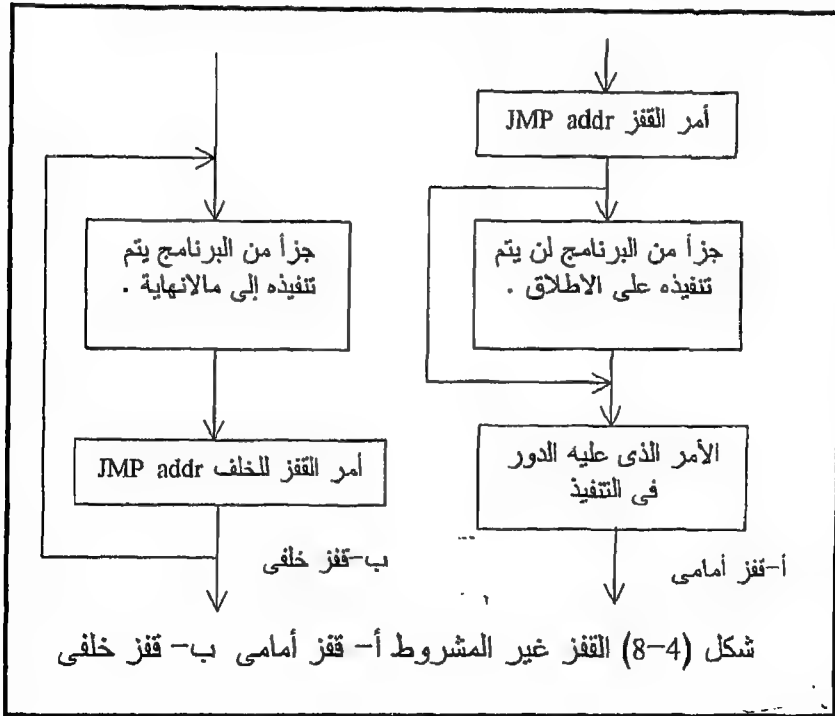 أمر القفز JMP addr
جزأ من البرنامج لن يتم
تنفيذه على الاطلاق .
الأمر الذى عليه الدور
فى التنفيذ
أ-قفز أمامى
جزأ من البرنامج يتم
تنفيذه إلى مالانهاية .
أمر القفز للخلف JMP addr
ب-قفز خلفى
شكل (4-8) القفز غير المشروط أ- قفز أمامى ب- قفز خلفى